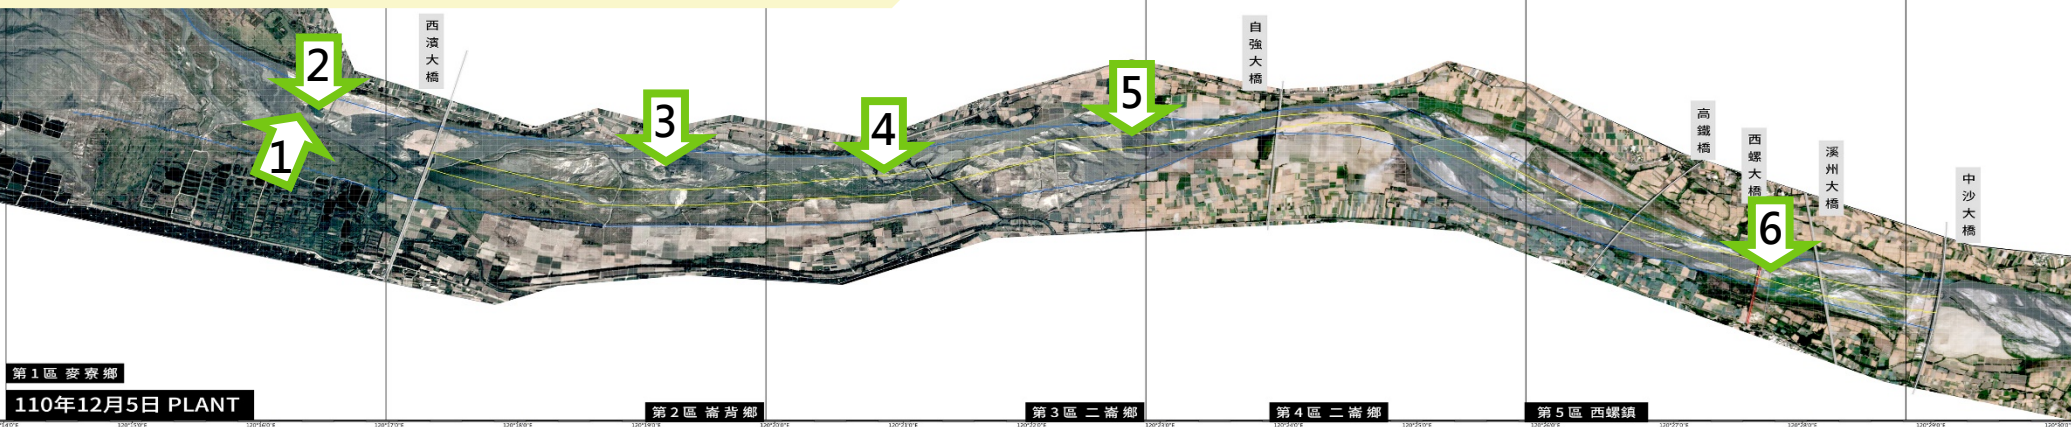 西濱大橋
自強大橋
高鐵橋
西螺大橋
溪州大橋
中沙大橋
2
1
3
4
5
6
第1區 麥寮鄉
110年12月5日 PLANT
第2區 崙背鄉
第3區 二崙鄉
第4區 二崙鄉
第5區 西螺鎮